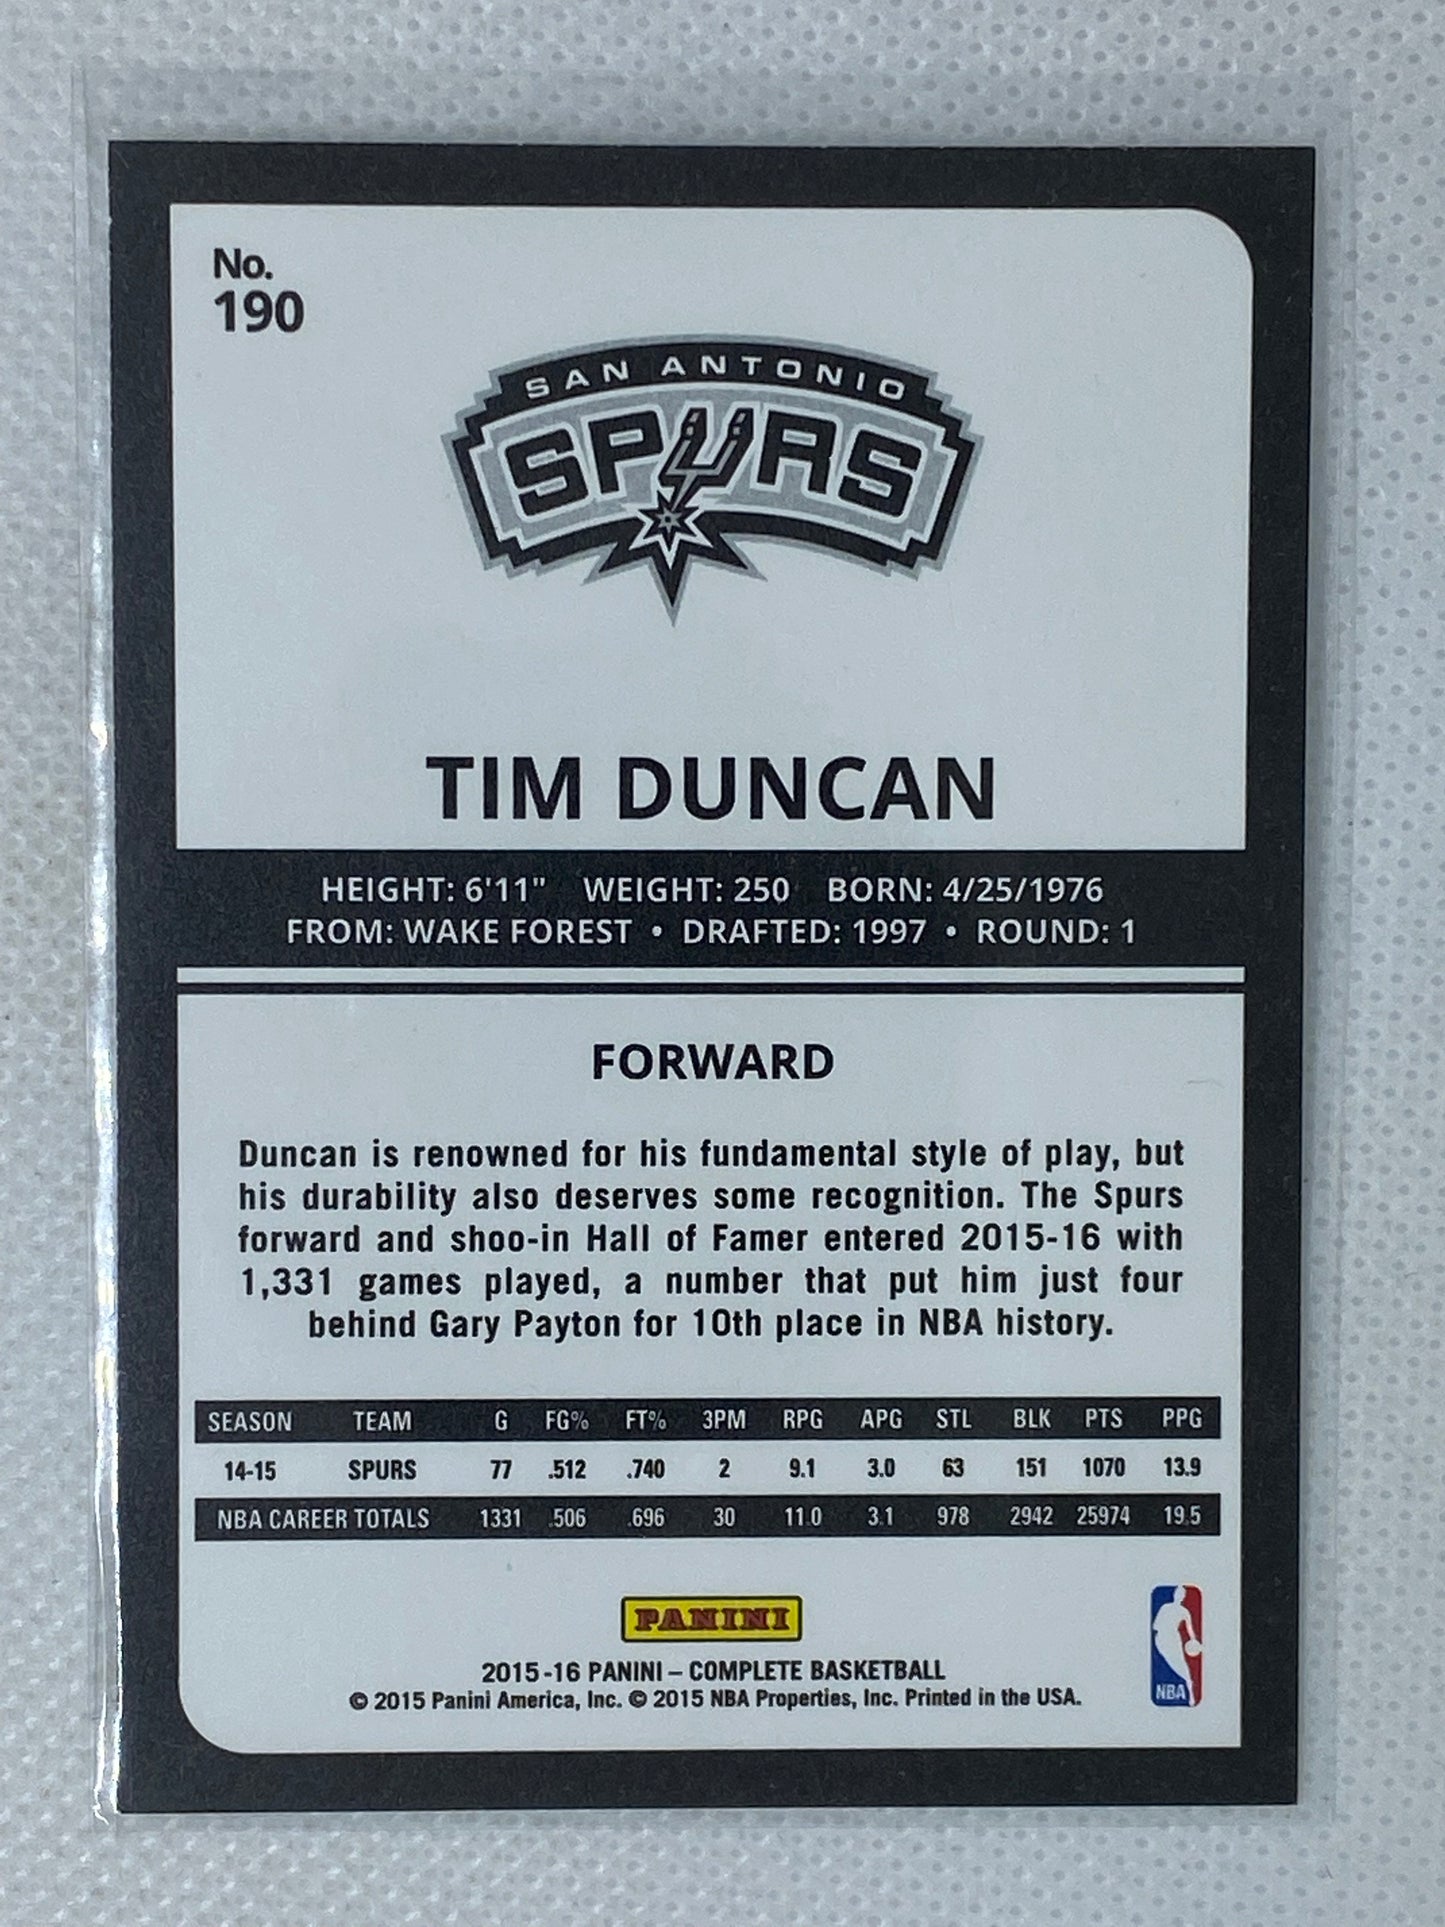 No.
190
SAN ANTONIO
SPURS
TIM DUNCAN
HEIGHT: 6'11" WEIGHT: 250 BORN: 4/25/1976
FROM: WAKE FOREST • DRAFTED: 1997 • ROUND: 1
FORWARD
Duncan is renowned for his fundamental style of play, but
his durability also deserves some recognition. The Spurs
forward and shoo-in Hall of Famer entered 2015-16 with
1,331 games played, a number that put him just four
behind Gary Payton for 10th place in NBA history.
SEASON TEAM G FG% FT% 3PM RPG APG STL BLK PTS PPG
14-15 SPURS 77 .512 .740 2 9.1 3.0 63 151 1070 13.9
NBA CAREER TOTALS 1331 .506 .696 30 11.0 3.1 978 2942 25974 19.5
PANINI
2015-16 PANINI – COMPLETE BASKETBALL
© 2015 Panini America, Inc. © 2015 NBA Properties, Inc. Printed in the USA.
NBA